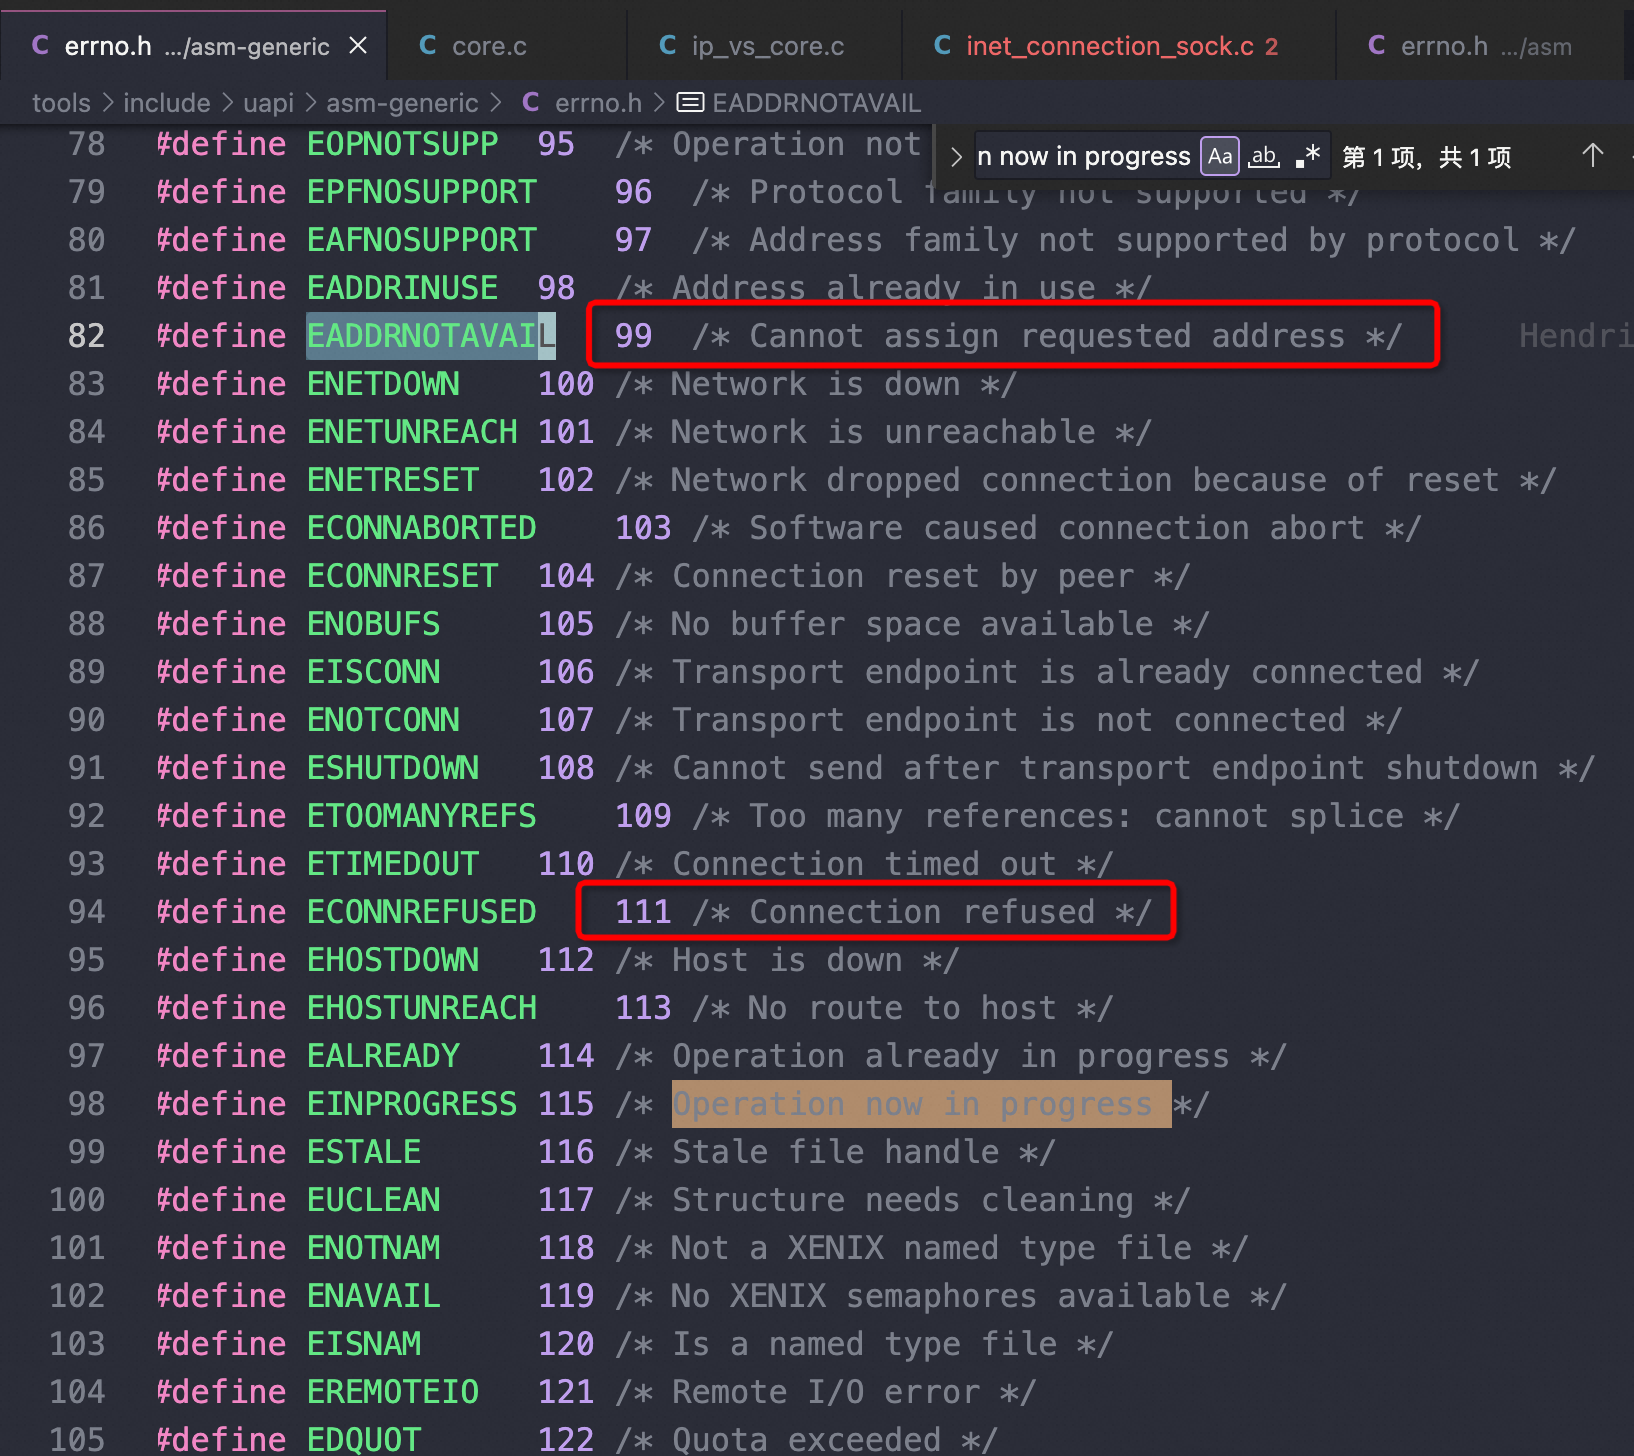 C errno.h .../asm-generic × C core.c C ip_vs_core.c C inet_connection_sock.c 2 C errno.h .../asm
tools > include > uapi > asm-generic > C errno.h > EADDRNOTAVAIL
> n now in progress Aa ab .* 第 1 项，共 1 项 ↑
78 #define EOPNOTSUPP 95 /* Operation not
79 #define EPFNOSUPPORT 96 /* Protocol family not supported */
80 #define EAFNOSUPPORT 97 /* Address family not supported by protocol */
81 #define EADDRINUSE 98 /* Address already in use */
82 #define EADDRNOTAVAIL 99 /* Cannot assign requested address */ Hendri
83 #define ENETDOWN 100 /* Network is down */
84 #define ENETUNREACH 101 /* Network is unreachable */
85 #define ENETRESET 102 /* Network dropped connection because of reset */
86 #define ECONNABORTED 103 /* Software caused connection abort */
87 #define ECONNRESET 104 /* Connection reset by peer */
88 #define ENOBUFS 105 /* No buffer space available */
89 #define EISCONN 106 /* Transport endpoint is already connected */
90 #define ENOTCONN 107 /* Transport endpoint is not connected */
91 #define ESHUTDOWN 108 /* Cannot send after transport endpoint shutdown */
92 #define ETOOMANYREFS 109 /* Too many references: cannot splice */
93 #define ETIMEDOUT 110 /* Connection timed out */
94 #define ECONNREFUSED 111 /* Connection refused */
95 #define EHOSTDOWN 112 /* Host is down */
96 #define EHOSTUNREACH 113 /* No route to host */
97 #define EALREADY 114 /* Operation already in progress */
98 #define EINPROGRESS 115 /* Operation now in progress */
99 #define ESTALE 116 /* Stale file handle */
100 #define EUCLEAN 117 /* Structure needs cleaning */
101 #define ENOTNAM 118 /* Not a XENIX named type file */
102 #define ENAVAIL 119 /* No XENIX semaphores available */
103 #define EISNAM 120 /* Is a named type file */
104 #define EREMOTEIO 121 /* Remote I/O error */
105 #define EDQUOT 122 /* Quota exceeded */